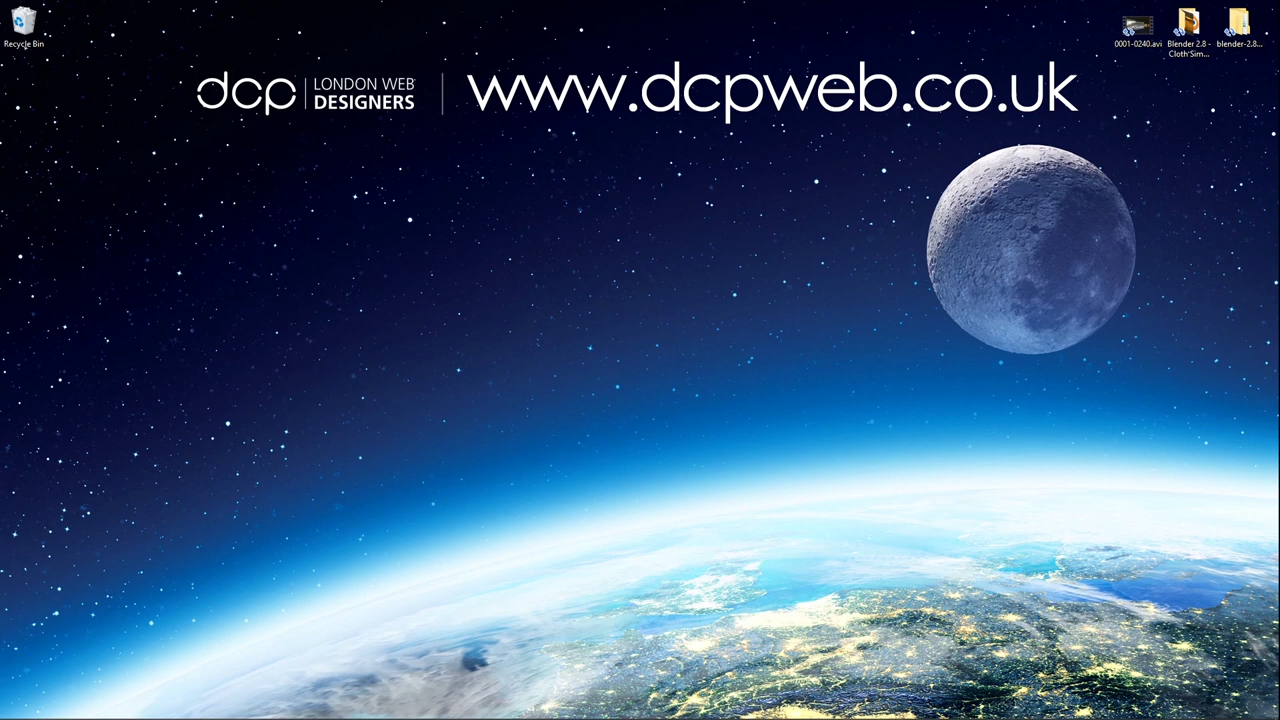 Recycle Bin
0001-0240.avi
Blender 2.8 -
Cloth Sim...
blender-2.8...
dcp
LONDON WEB
DESIGNERS
www.dcpweb.co.uk